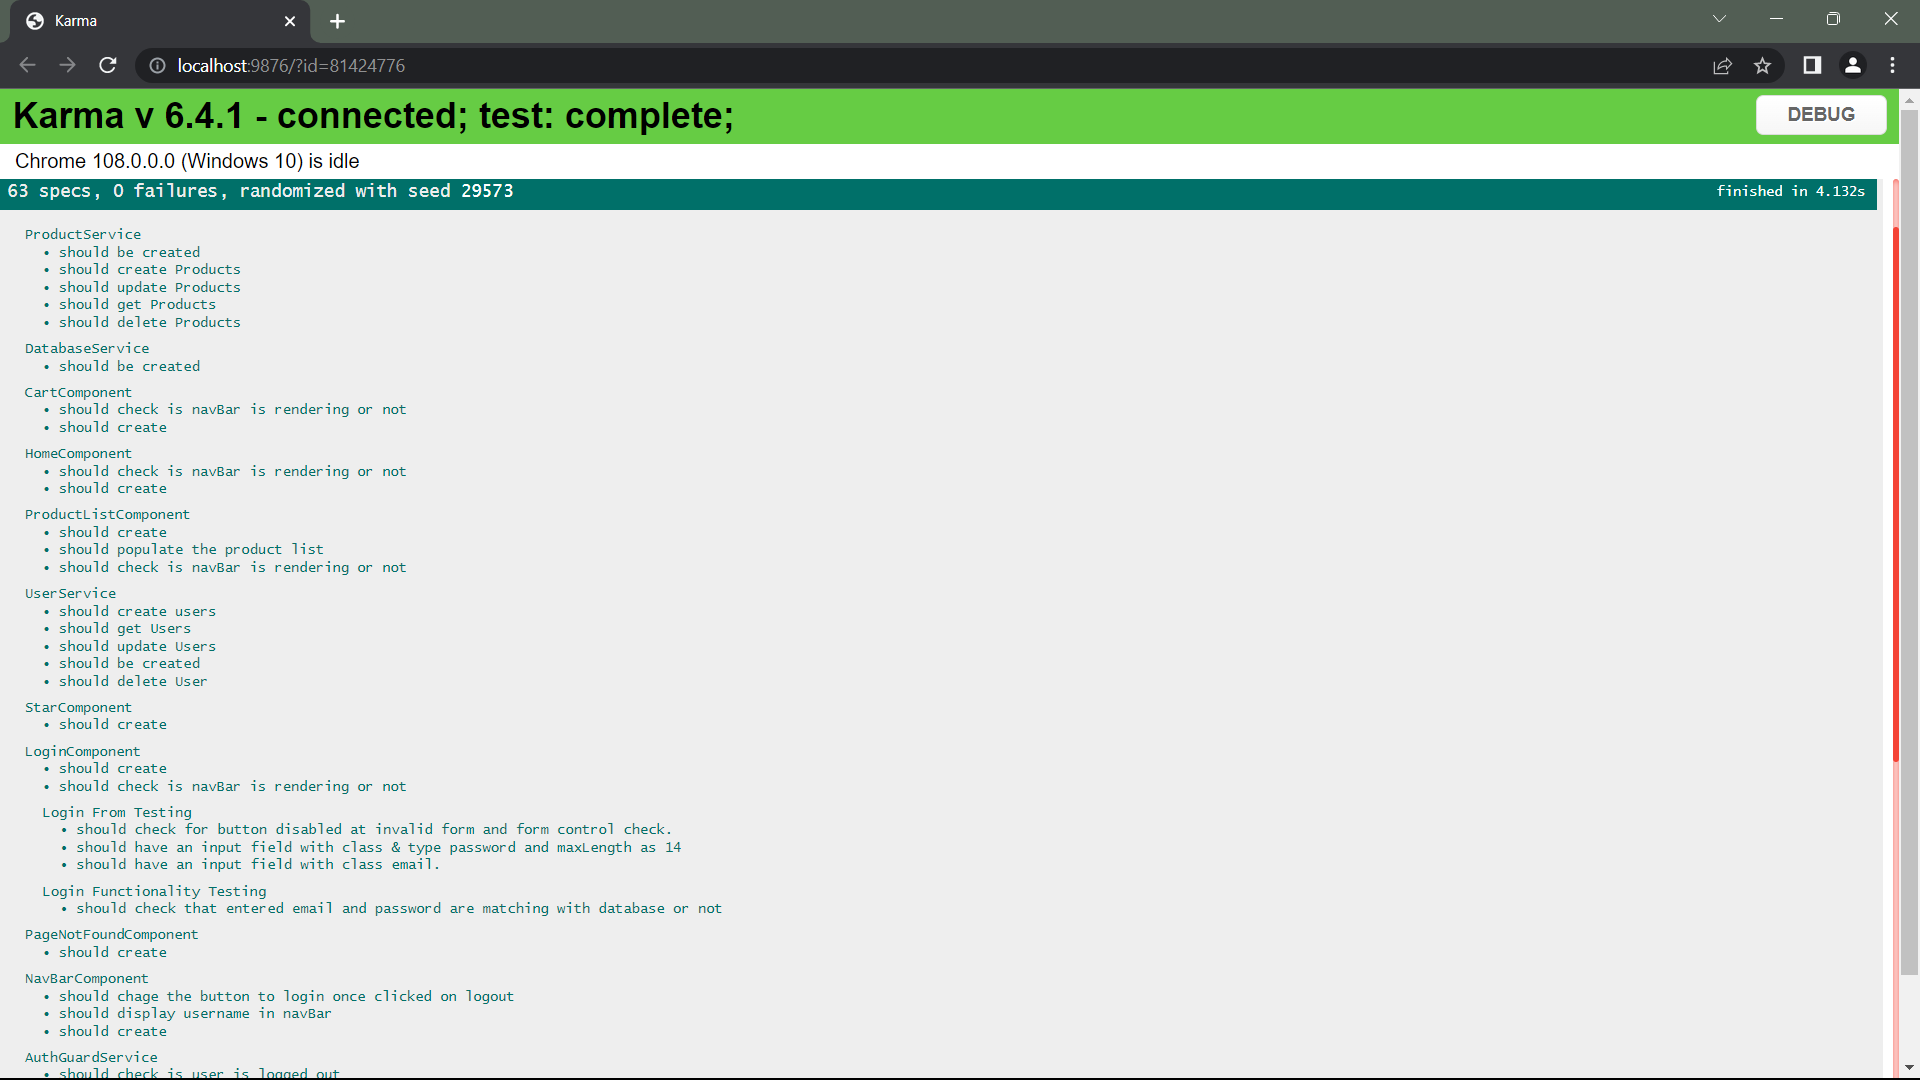 Karma
localhost:9876/?id=81424776
Karma v 6.4.1 - connected; test: complete;
DEBUG
Chrome 108.0.0.0 (Windows 10) is idle
63 specs, 0 failures, randomized with seed 29573
finished in 4.132s
ProductService
• should be created
• should create Products
• should update Products
• should get Products
• should delete Products
DatabaseService
• should be created
CartComponent
• should check is navBar is rendering or not
• should create
HomeComponent
• should check is navBar is rendering or not
• should create
ProductListComponent
• should create
• should populate the product list
• should check is navBar is rendering or not
UserService
• should create users
• should get Users
• should update Users
• should be created
• should delete User
StarComponent
• should create
LoginComponent
• should create
• should check is navBar is rendering or not
Login From Testing
• should check for button disabled at invalid form and form control check.
• should have an input field with class & type password and maxLength as 14
• should have an input field with class email.
Login Functionality Testing
• should check that entered email and password are matching with database or not
PageNotFoundComponent
• should create
NavBarComponent
• should chage the button to login once clicked on logout
• should display username in navBar
• should create
AuthGuardService
• should check is user is logged out